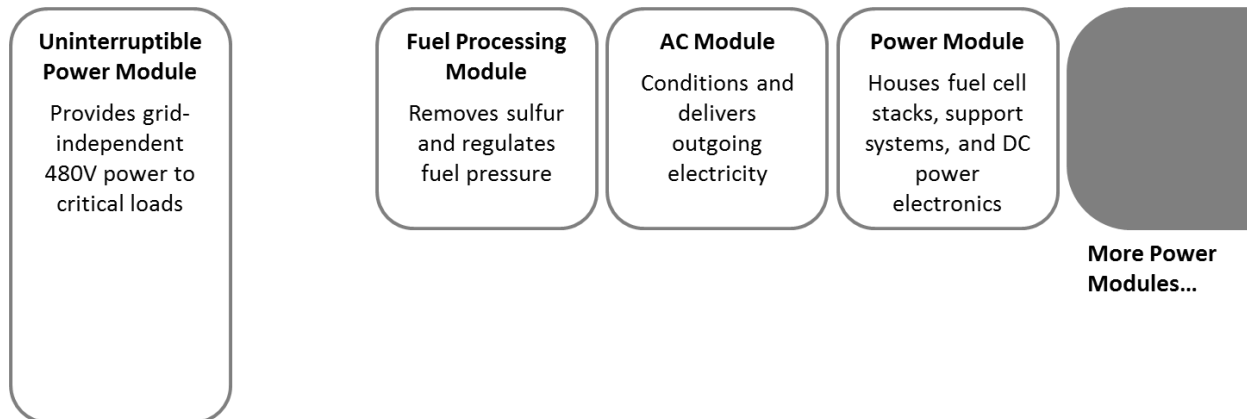 Uninterruptible
Power Module
Provides grid-
independent
480V power to
critical loads
Fuel Processing
Module
Removes sulfur
and regulates
fuel pressure
AC Module
Conditions and
delivers
outgoing
electricity
Power Module
Houses fuel cell
stacks, support
systems, and DC
power
electronics
More Power
Modules...